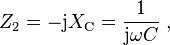 Z₂ = −jX_C = 1/(jωC) ,